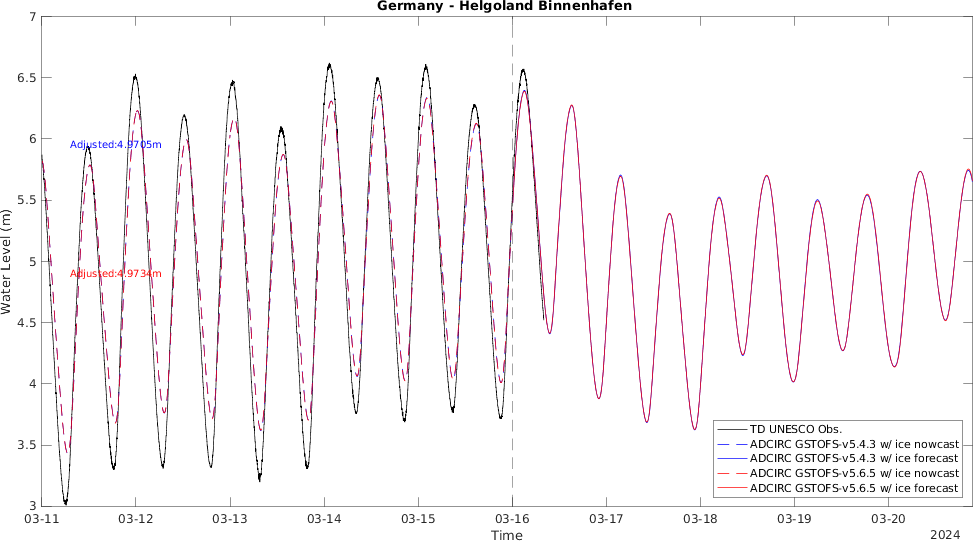 Germany - Helgoland Binnenhafen
7
6.5
6
5.5
5
4.5
4
3.5
3
Water Level (m)
Adjusted:4.9705m
Adjusted:4.9734m
TD UNESCO Obs.
ADCIRC GSTOFS-v5.4.3 w/ ice nowcast
ADCIRC GSTOFS-v5.4.3 w/ ice forecast
ADCIRC GSTOFS-v5.6.5 w/ ice nowcast
ADCIRC GSTOFS-v5.6.5 w/ ice forecast
03-11 03-12 03-13 03-14 03-15 03-16 03-17 03-18 03-19 03-20
Time
2024